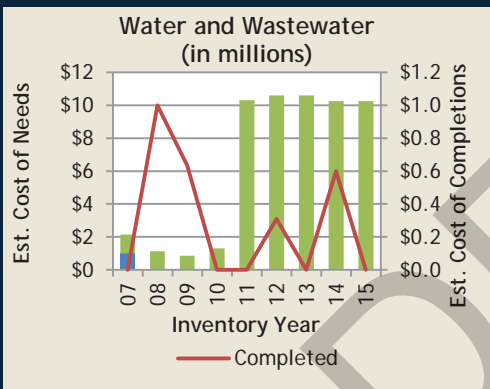 Water and Wastewater
(in millions)
Est. Cost of Needs
$12
$10
$8
$6
$4
$2
$0
$1.2
$1.0
$0.8
$0.6
$0.4
$0.2
$0.0
Est. Cost of Completions
07 08 09 10 11 12 13 14 15
Inventory Year
Completed